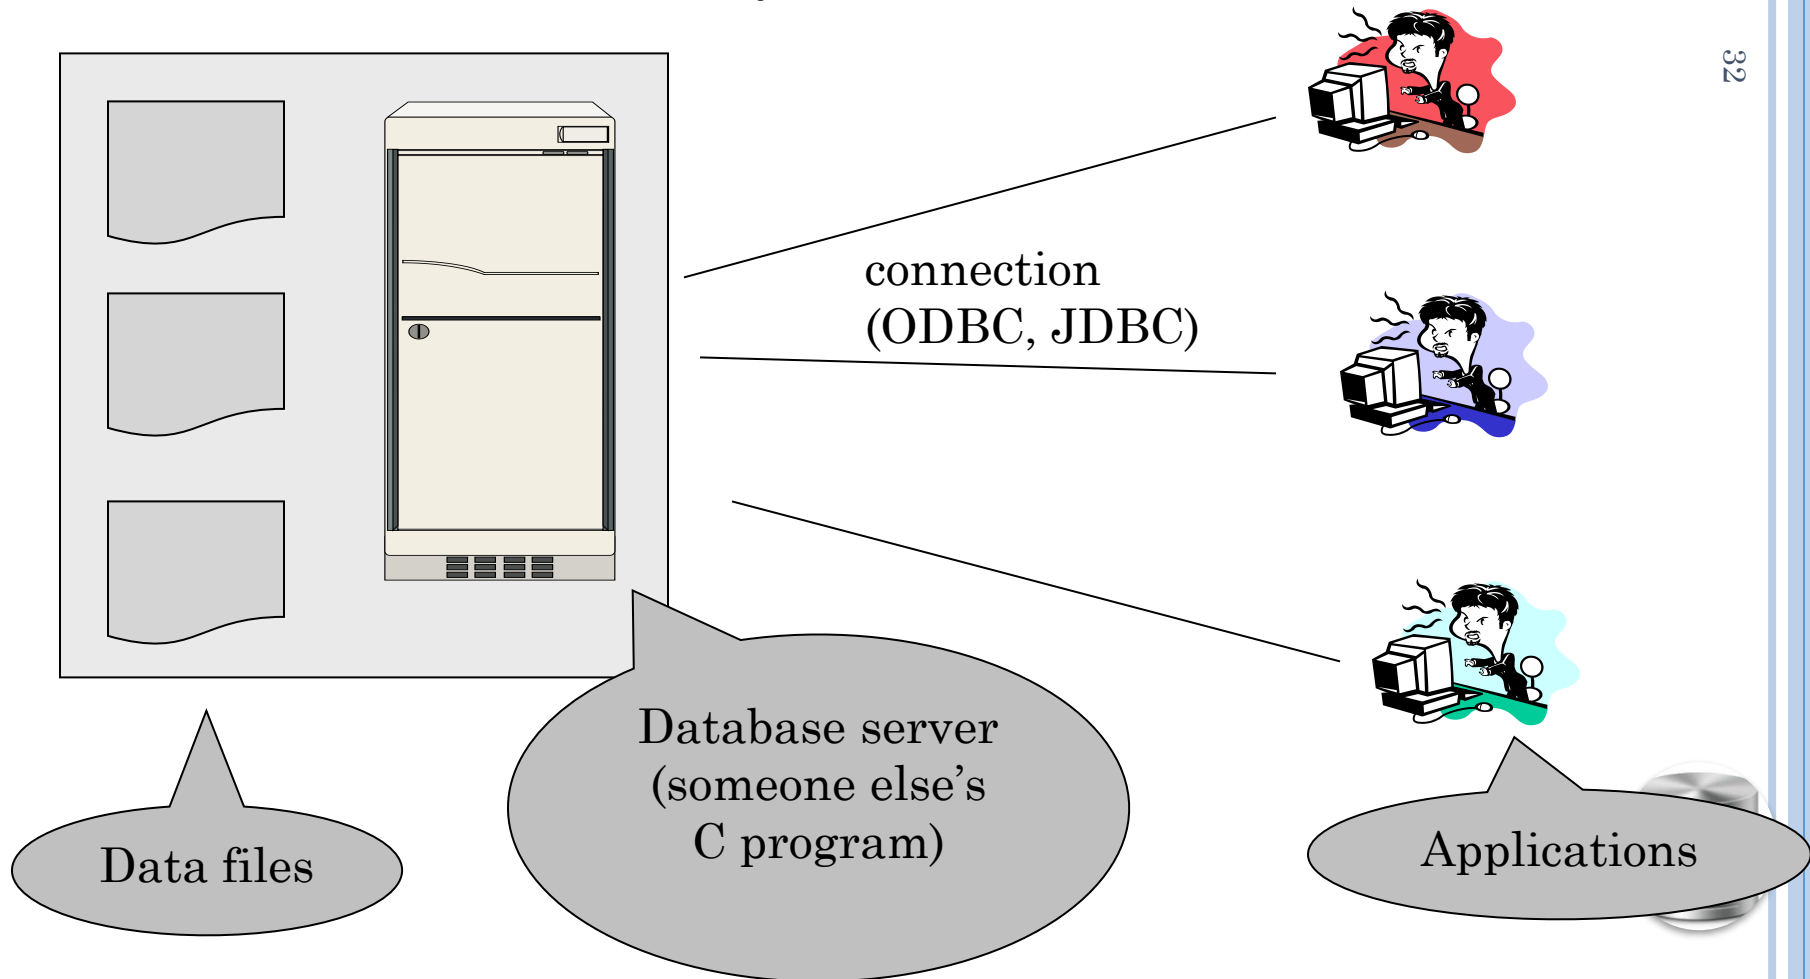 32
connection
(ODBC, JDBC)
Database server
(someone else’s
C program)
Data files
Applications